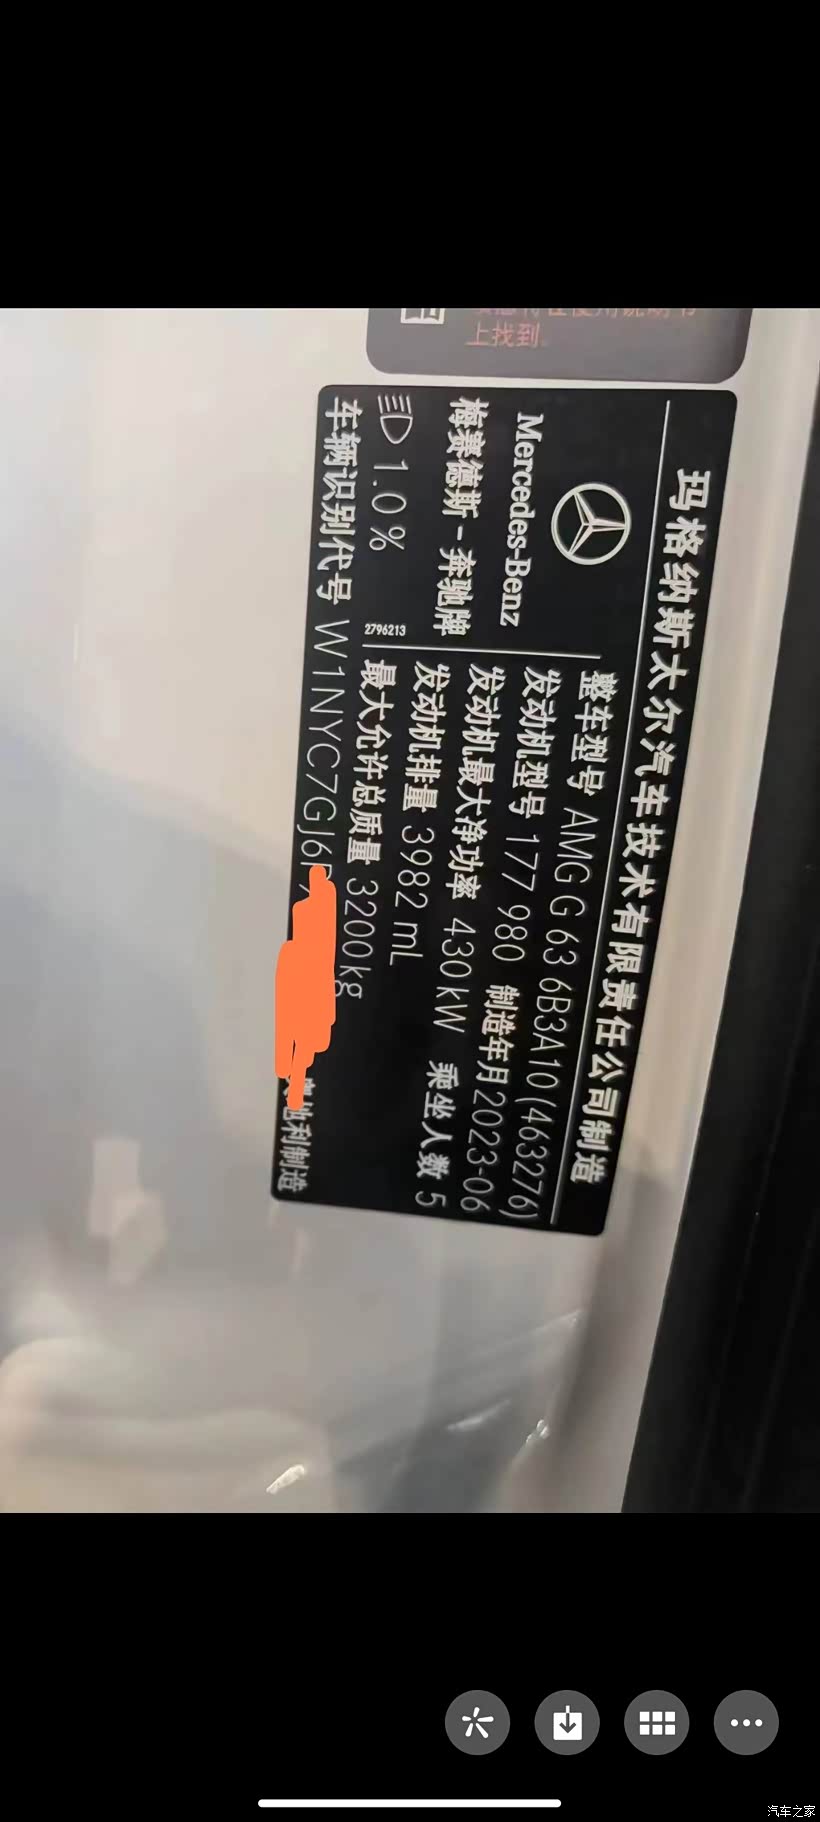 上找到。
玛格纳斯太尔汽车技术有限责任公司制造
Mercedes-Benz
梅赛德斯－奔驰牌
1.0%
2796213
整车型号 AMG G 63 6B3A10(463276)
发动机型号 177 980 制造年月 2023-06
发动机最大净功率 430kW 乘坐人数 5
发动机排量 3982 mL
最大允许总质量 3200kg
车辆识别代号 W1NYC7GJ6
地利制造
汽车之家